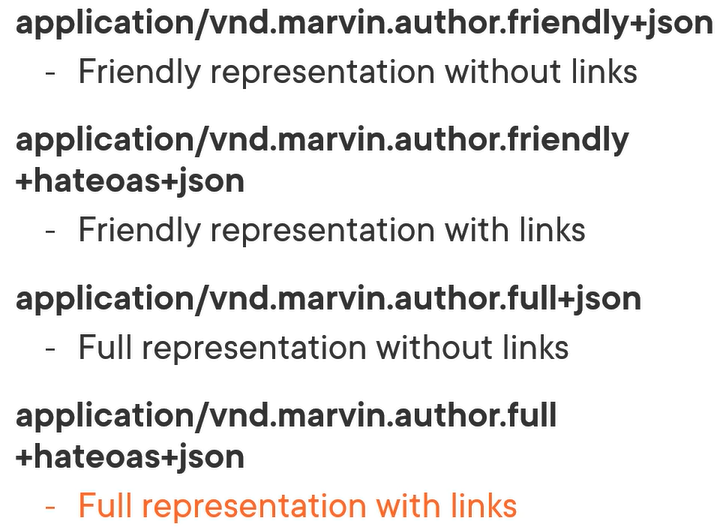 application/vnd.marvin.author.friendly+json
- Friendly representation without links
application/vnd.marvin.author.friendly
+hateoas+json
- Friendly representation with links
application/vnd.marvin.author.full+json
- Full representation without links
application/vnd.marvin.author.full
+hateoas+json
- Full representation with links